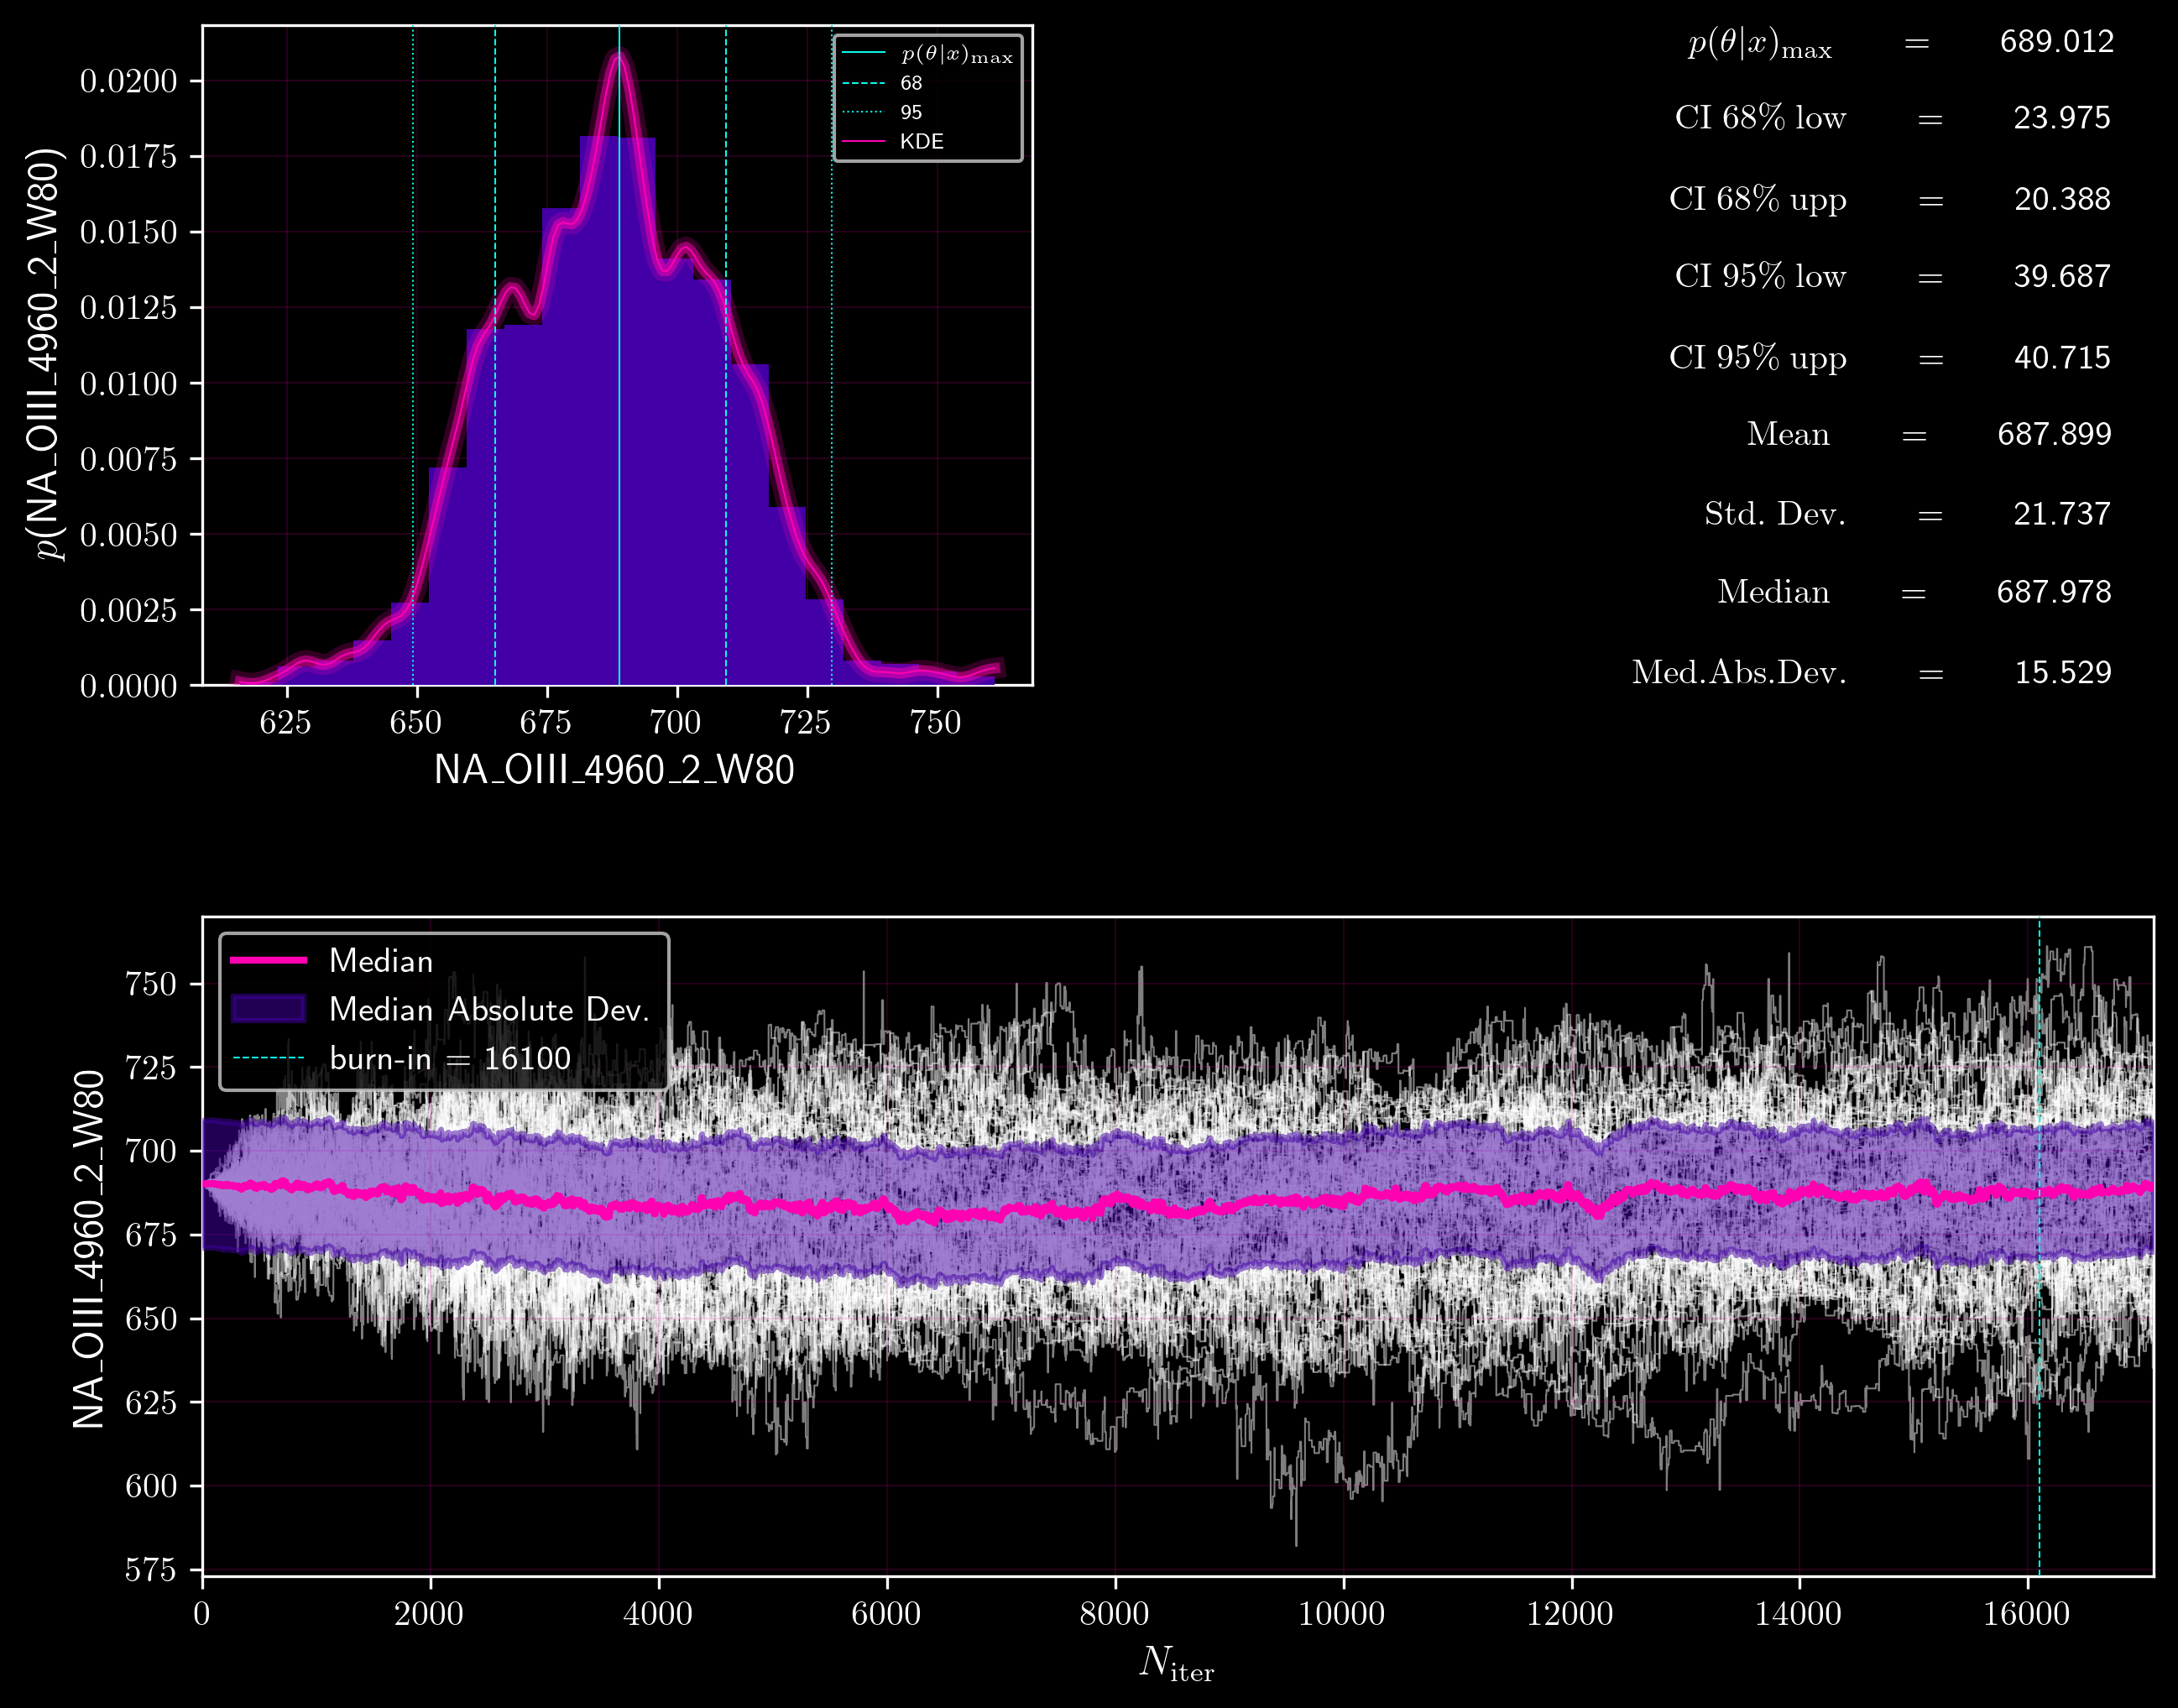 p(NA_OIII_4960_2_W80)
0.0200
0.0175
0.0150
0.0125
0.0100
0.0075
0.0050
0.0025
0.0000
625 650 675 700 725 750
NA_OIII_4960_2_W80
p(θ|x)max
68
95
KDE
p(θ|x)max = 689.012
CI 68% low = 23.975
CI 68% upp = 20.388
CI 95% low = 39.687
CI 95% upp = 40.715
Mean = 687.899
Std. Dev. = 21.737
Median = 687.978
Med.Abs.Dev. = 15.529
NA_OIII_4960_2_W80
750
725
700
675
650
625
600
575
Median
Median Absolute Dev.
burn-in = 16100
0 2000 4000 6000 8000 10000 12000 14000 16000
Niter